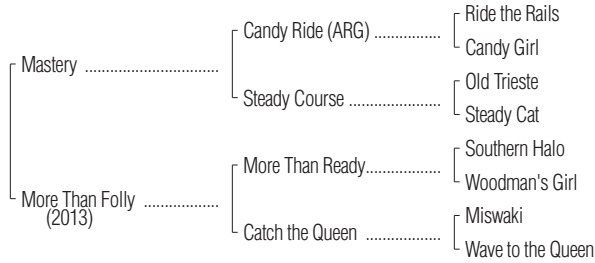 Ride the Rails
Candy Ride (ARG) ................
Candy Girl
Mastery ................................
Old Trieste
Steady Course ......................
Steady Cat
Southern Halo
More Than Ready..................
Woodman's Girl
More Than Folly ..................
(2013)
Miswaki
Catch the Queen ..................
Wave to the Queen